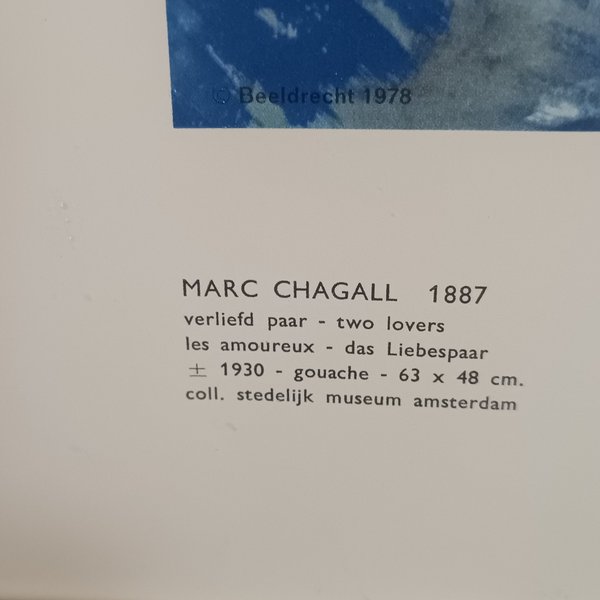 © Beeldrecht 1978
MARC CHAGALL 1887
verliefd paar - two lovers
les amoureux - das Liebespaar
± 1930 - gouache - 63 x 48 cm.
coll. stedelijk museum amsterdam